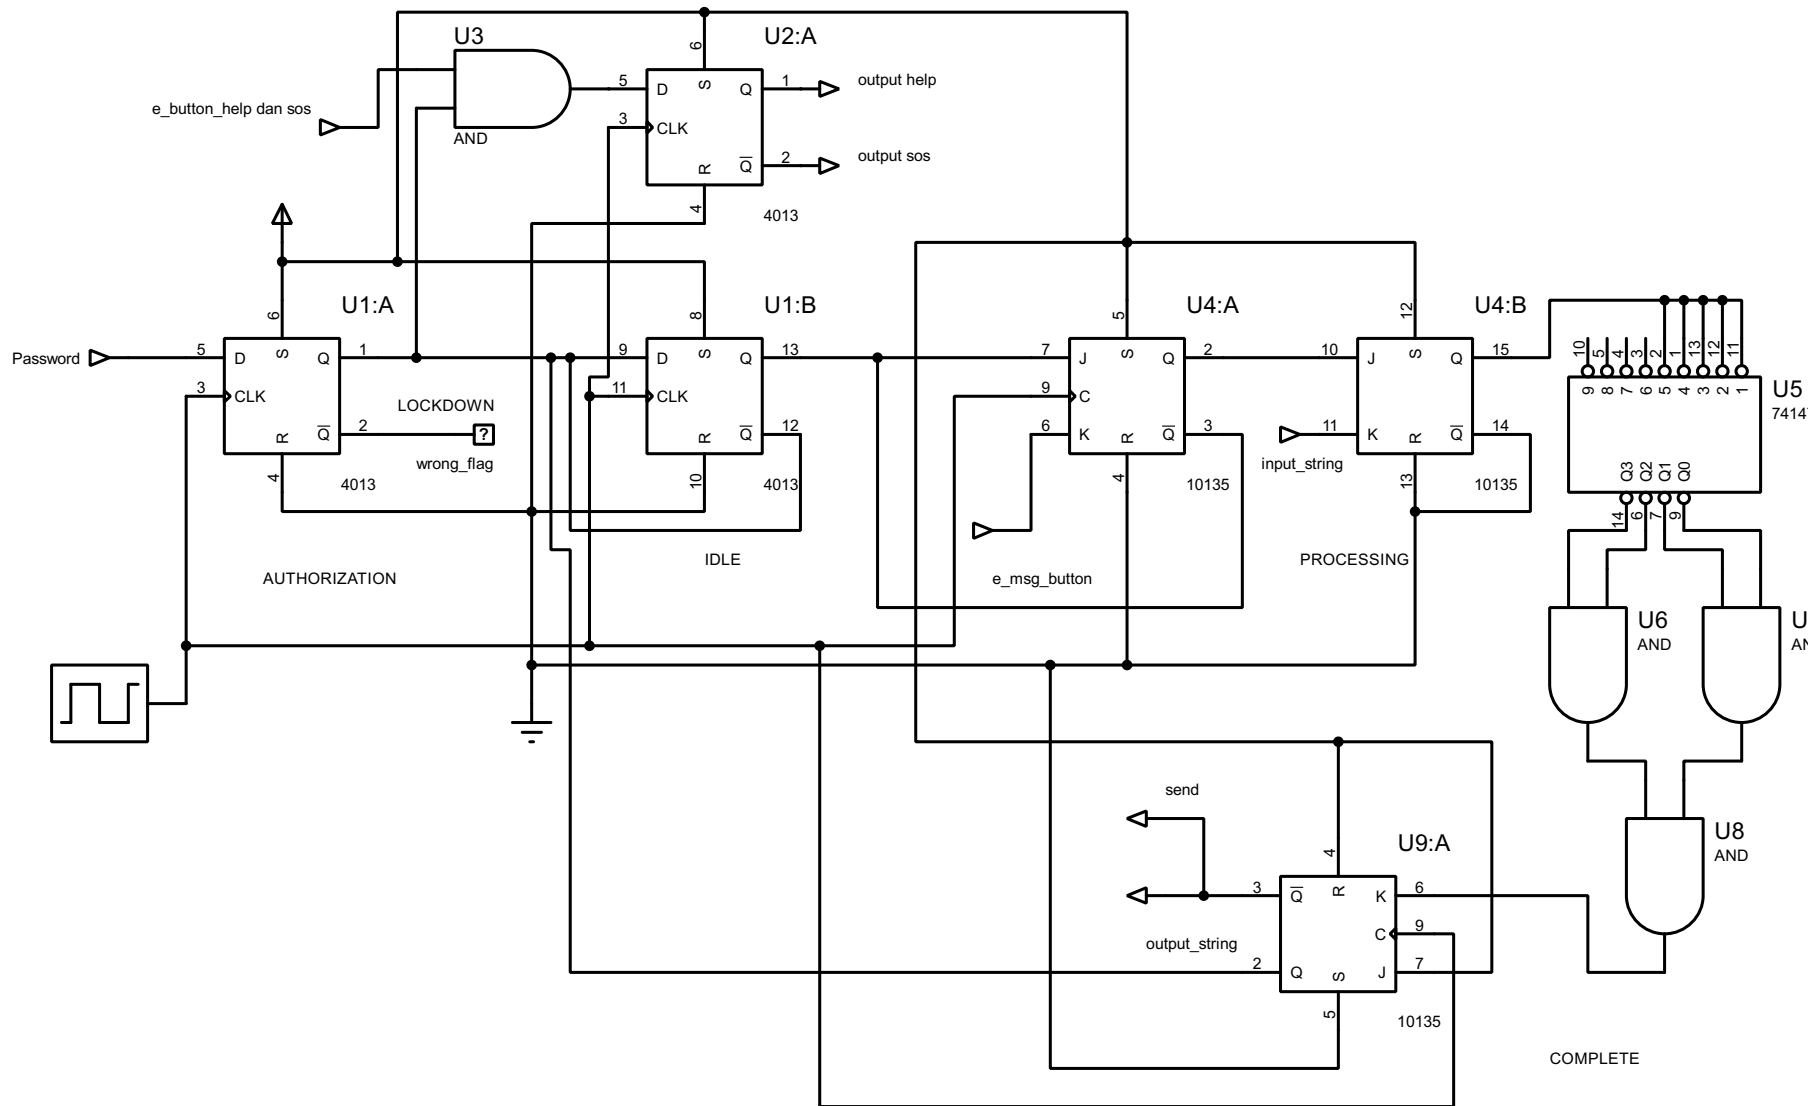 U3
U2:A
6
5
D
S
Q
1
output help
e_button_help dan sos
3
CLK
AND
R
Q
2
output sos
4
4013
U1:A
U1:B
U4:A
U4:B
6
8
5
12
Password
5
D
S
Q
1
9
D
S
Q
13
7
J
S
Q
2
10
J
S
Q
15
10
5
4
3
2
1
13
12
11
9
8
7
6
5
4
3
2
1
U5
3
CLK
LOCKDOWN
11
CLK
9
C
R
Q
2
?
R
Q
12
6
K
R
Q
3
11
K
R
Q
14
wrong_flag
input_string
4
4013
10
4013
4
10135
13
10135
Q3
Q2
Q1
Q0
14
6
7
9
AUTHORIZATION
IDLE
e_msg_button
PROCESSING
U6
AND
send
U9:A
U8
AND
4
3
Q
R
K
6
C
9
output_string
2
Q
S
J
7
5
10135
COMPLETE